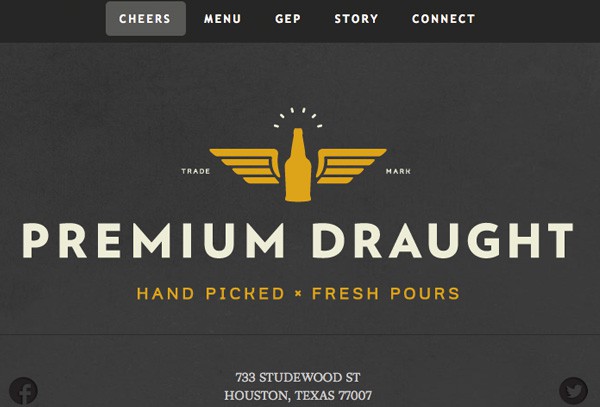 CHEERS MENU GEP STORY CONNECT
TRADE MARK
PREMIUM DRAUGHT
HAND PICKED × FRESH POURS
733 STUDEWOOD ST
HOUSTON, TEXAS 77007